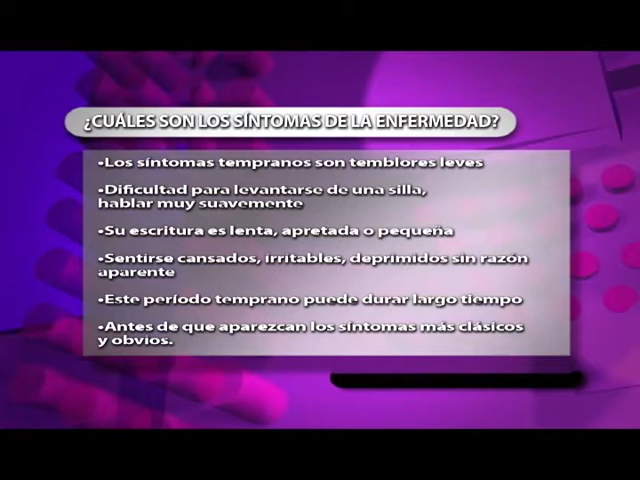 ¿CUÁLES SON LOS SÍNTOMAS DE LA ENFERMEDAD?
•Los síntomas tempranos son temblores leves
•Dificultad para levantarse de una silla,
hablar muy suavemente
•Su escritura es lenta, apretada o pequeña
•Sentirse cansados, irritables, deprimidos sin razón
aparente
•Este período temprano puede durar largo tiempo
•Antes de que aparezcan los síntomas más clásicos
y obvios.